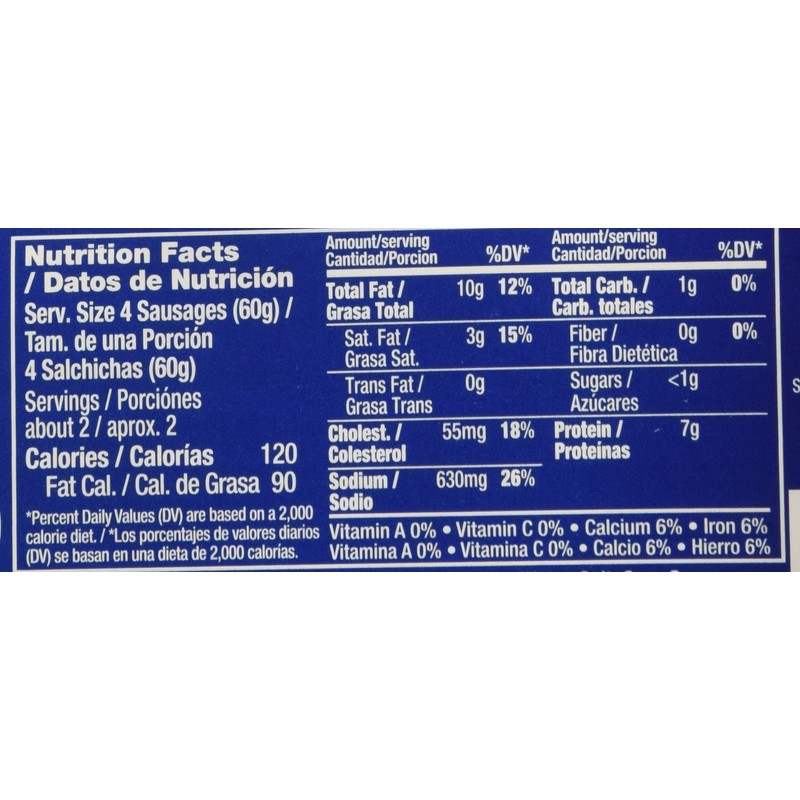 Nutrition Facts
/ Datos de Nutrición
Serv. Size 4 Sausages (60g) /
Tam. de una Porción
4 Salchichas (60g)
Servings / Porciónes
about 2 / aprox. 2
Calories / Calorías 120
Fat Cal. / Cal. de Grasa 90
*Percent Daily Values (DV) are based on a 2,000
calorie diet. / *Los porcentajes de valores diarios
(DV) se basan en una dieta de 2,000 calorías.
Amount/serving
Cantidad/Porcion %DV*
Total Fat / 10g 12%
Grasa Total
Sat. Fat / 3g 15%
Grasa Sat.
Trans Fat / 0g
Grasa Trans
Cholest. / 55mg 18%
Colesterol
Sodium / 630mg 26%
Sodio
Amount/serving
Cantidad/Porcion %DV*
Total Carb. / 1g 0%
Carb. totales
Fiber / 0g 0%
Fibra Dietética
Sugars / <1g
Azúcares
Protein / 7g
Proteinas
Vitamin A 0% • Vitamin C 0% • Calcium 6% • Iron 6%
Vitamina A 0% • Vitamina C 0% • Calcio 6% • Hierro 6%